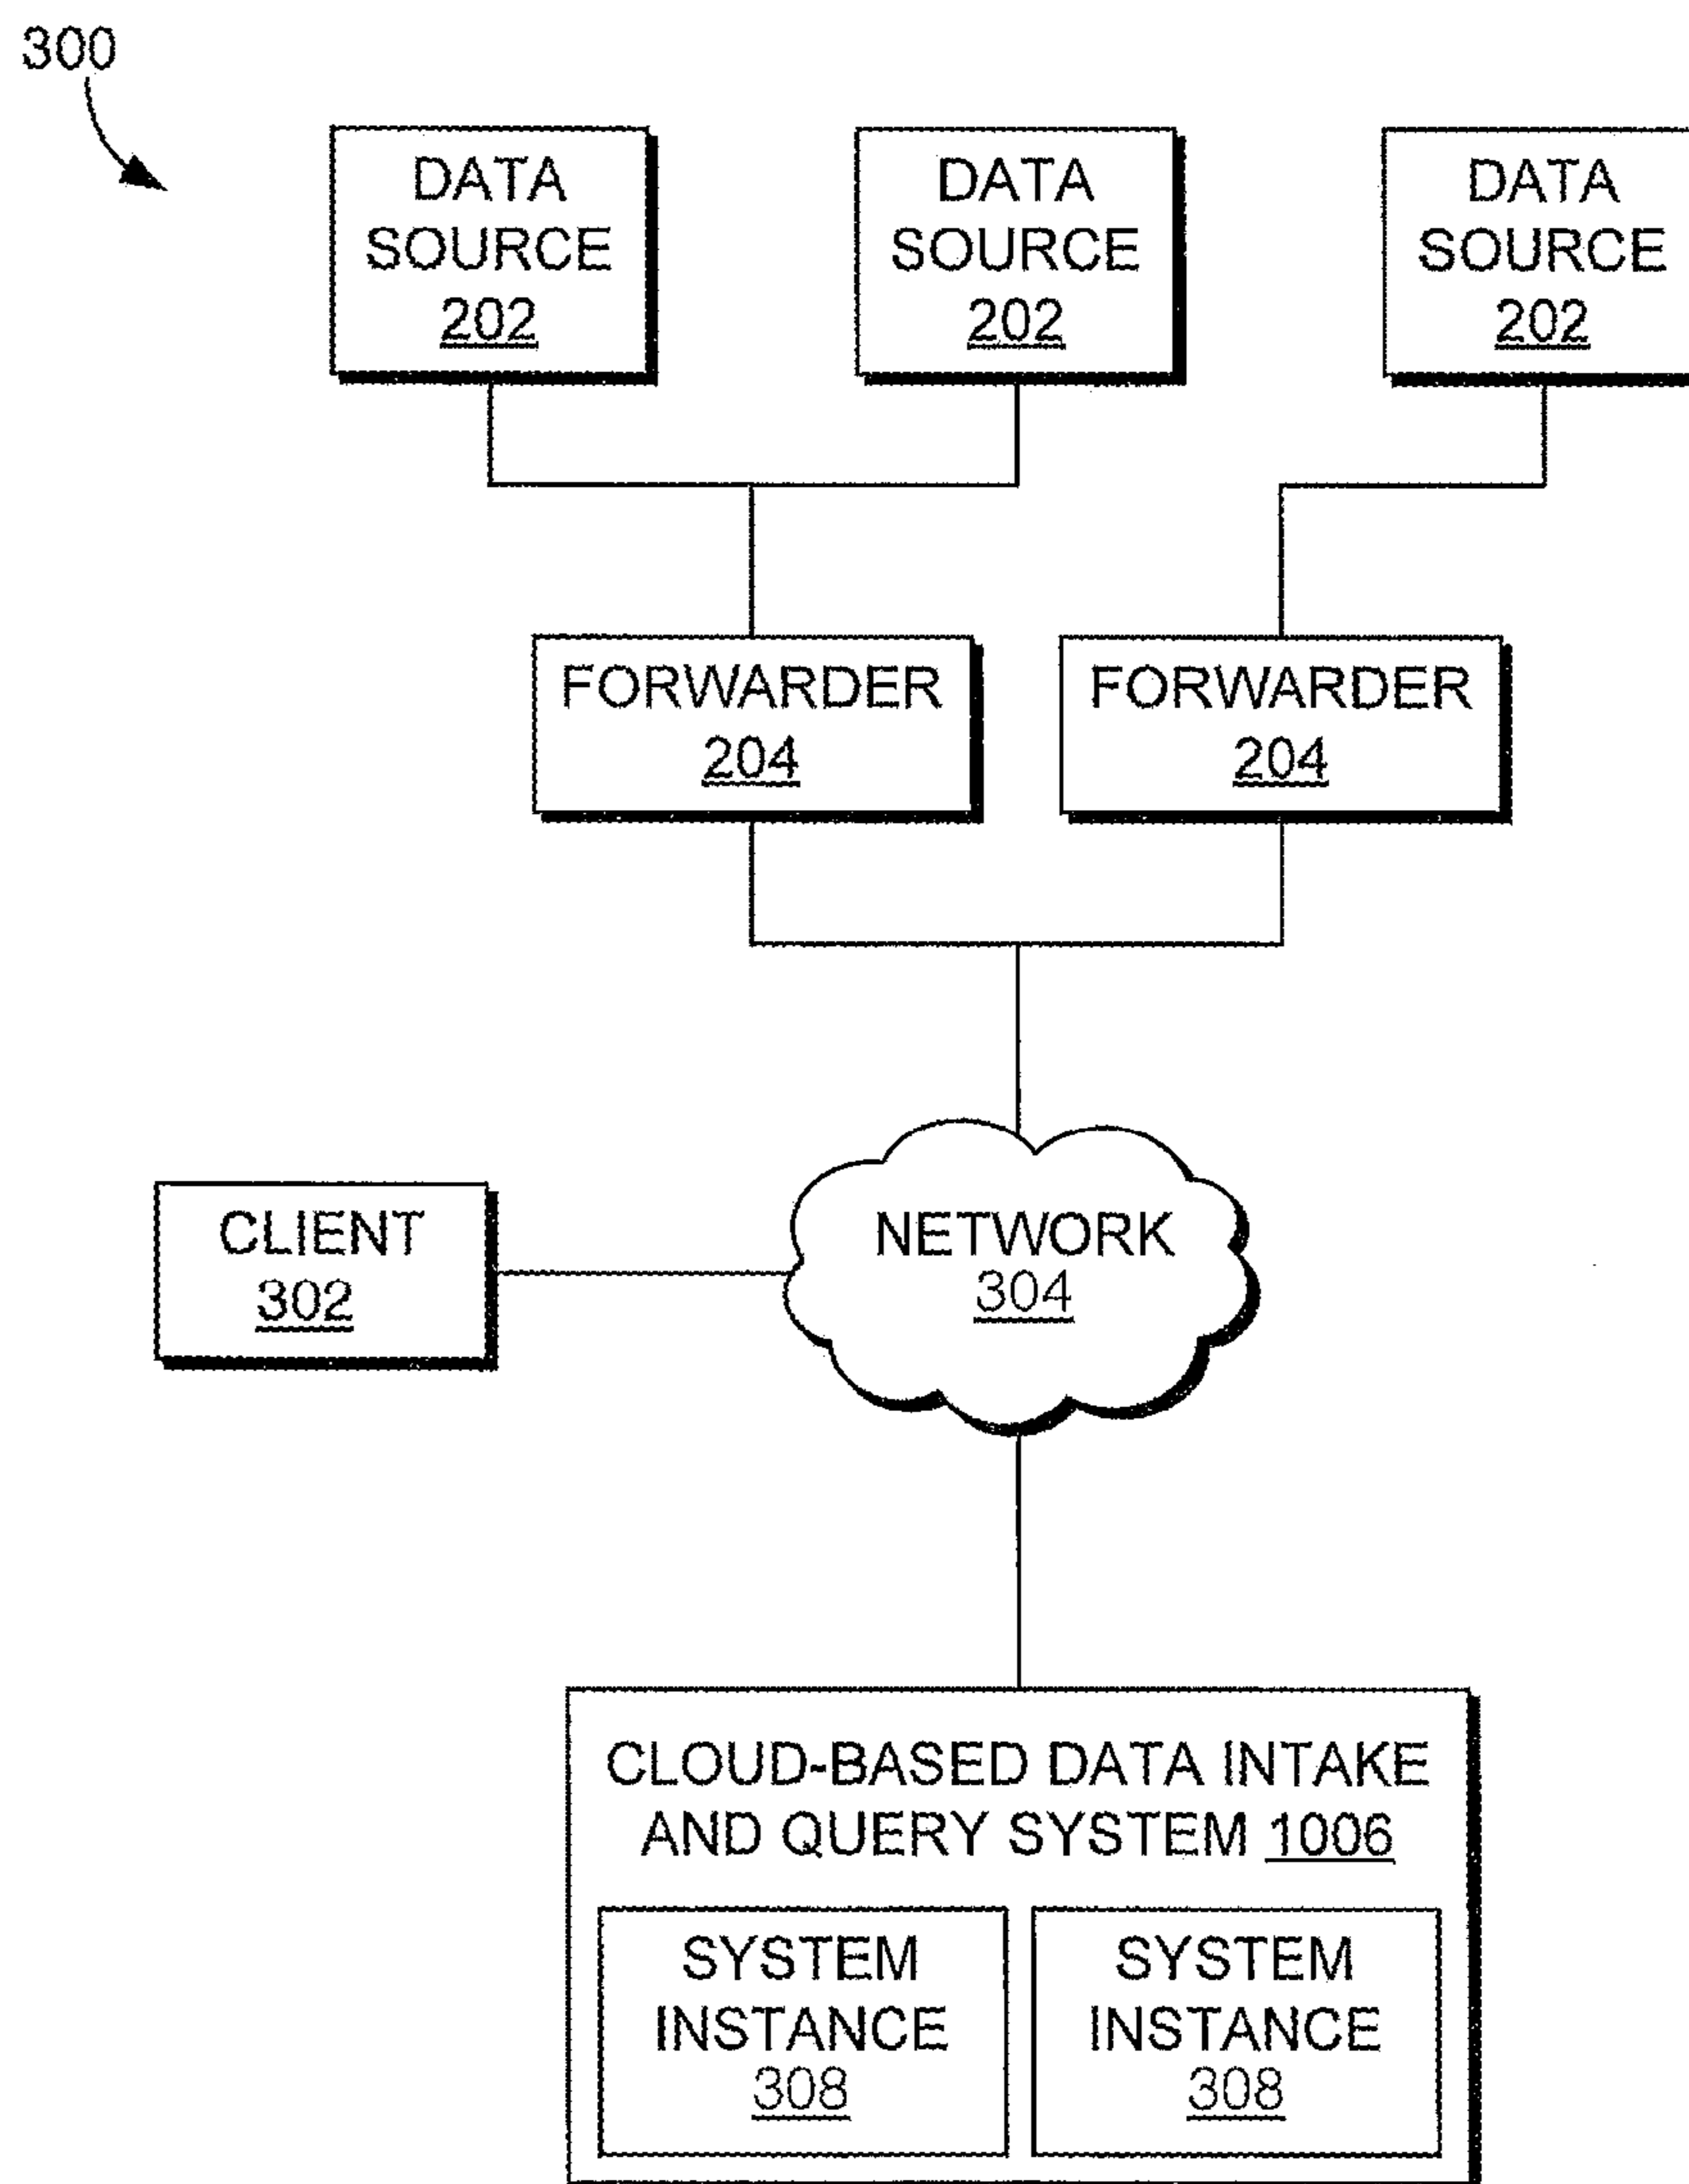 300
DATA
SOURCE
202
DATA
SOURCE
202
DATA
SOURCE
202
FORWARDER
204
FORWARDER
204
CLIENT
302
NETWORK
304
CLOUD-BASED DATA INTAKE
AND QUERY SYSTEM 1006
SYSTEM
INSTANCE
308
SYSTEM
INSTANCE
308